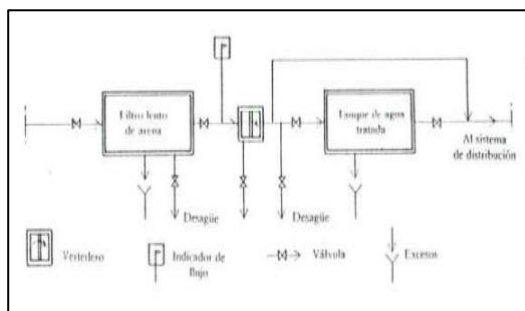 Filtro lento
de arena
Tanque de agua
tratada
Al sistema
de distribución
Desagüe
Desagüe
Vertedero
Indicador de
flujo
Válvula
Excesos